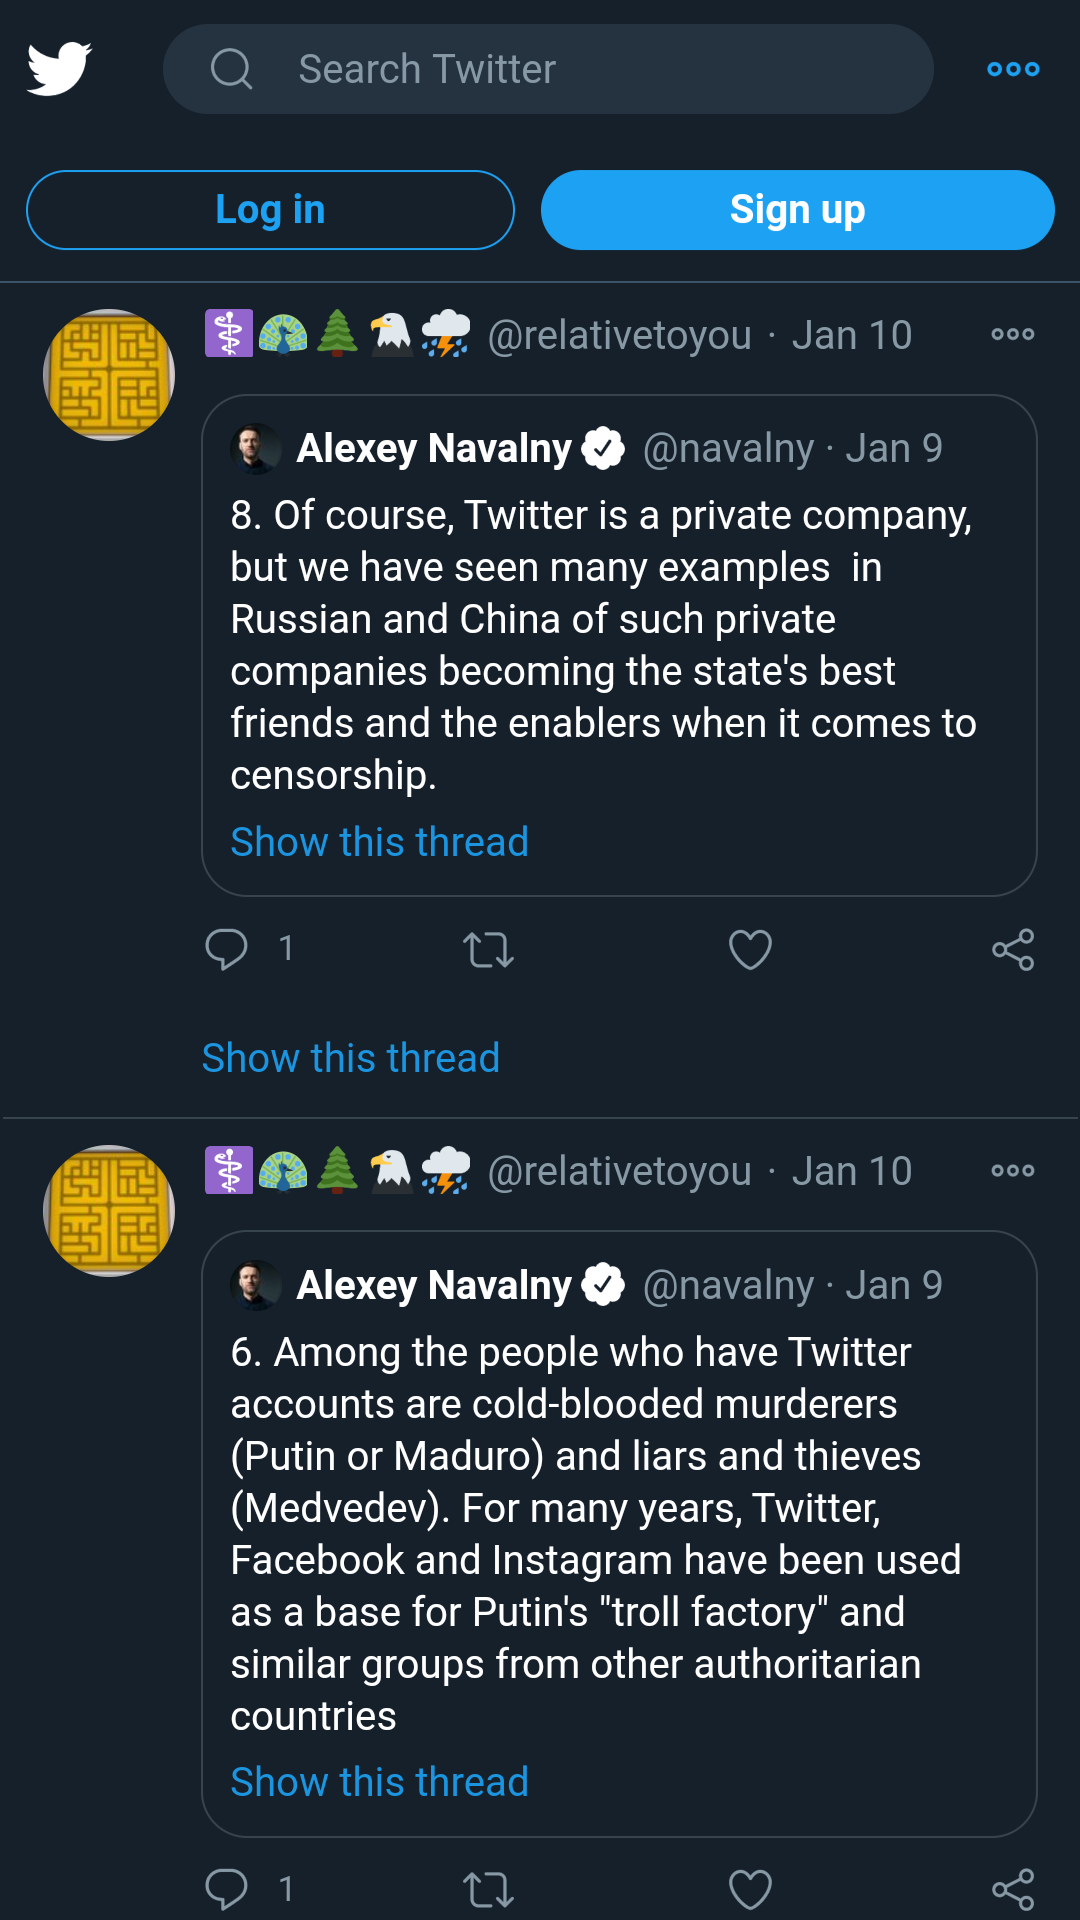 Search Twitter
Log in
Sign up
⚕️🦚🌲🦅⛈️ @relativetoyou · Jan 10
Alexey Navalny @navalny · Jan 9
8. Of course, Twitter is a private company,
but we have seen many examples  in
Russian and China of such private
companies becoming the state's best
friends and the enablers when it comes to
censorship.
Show this thread
1
Show this thread
⚕️🦚🌲🦅⛈️ @relativetoyou · Jan 10
Alexey Navalny @navalny · Jan 9
6. Among the people who have Twitter
accounts are cold-blooded murderers
(Putin or Maduro) and liars and thieves
(Medvedev). For many years, Twitter,
Facebook and Instagram have been used
as a base for Putin's "troll factory" and
similar groups from other authoritarian
countries
Show this thread
1